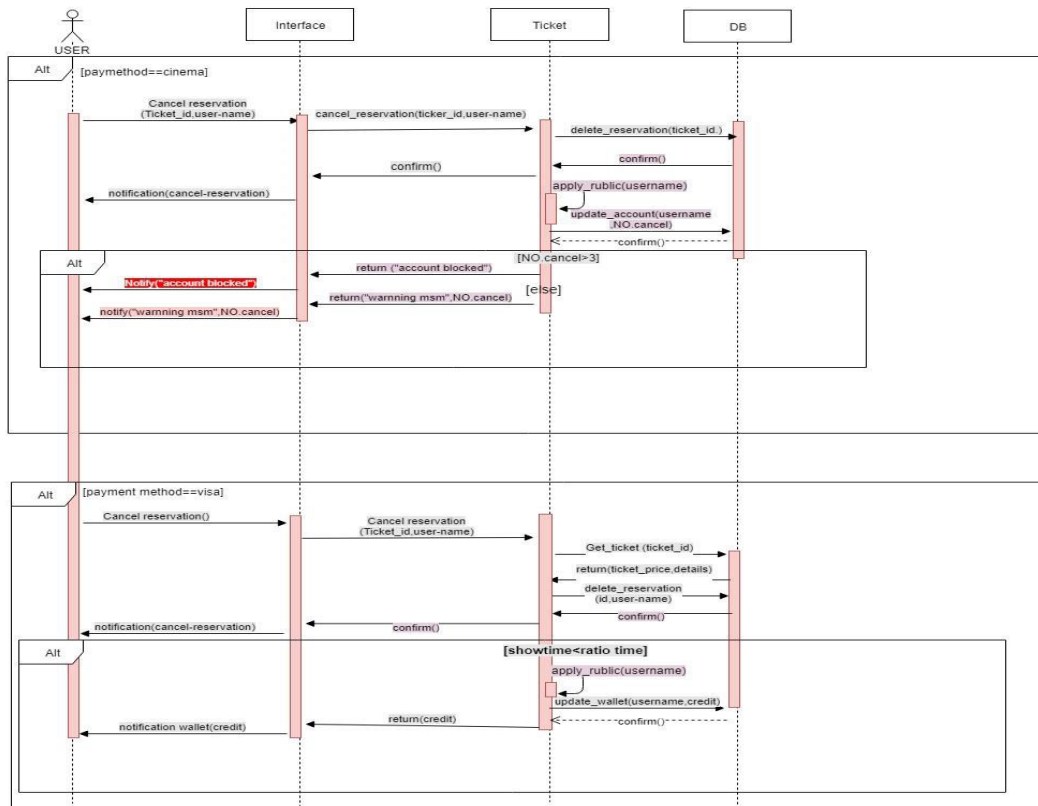 Interface
Ticket
DB
USER
Alt
[paymethod==cinema]
Cancel reservation
(Ticket_id,user-name)
cancel_reservation(ticker_id,user-name)
delete_reservation(ticket_id.)
confirm()
confirm()
apply_rublic(username)
notification(cancel-reservation)
update_account(username
,NO.cancel)
confirm()
Alt
[NO.cancel>3]
return ("account blocked")
Notify("account blocked")
[else]
return("warnning msm",NO.cancel)
notify("warnning msm",NO.cancel)
Alt
[payment method==visa]
Cancel reservation()
Cancel reservation
(Ticket_id,user-name)
Get_ticket (ticket_id)
return(ticket_price,details)
delete_reservation
(id,user-name)
confirm()
confirm()
notification(cancel-reservation)
Alt
[showtime<ratio time]
apply_rublic(username)
update_wallet(username,credit)
return(credit)
confirm()
notification wallet(credit)